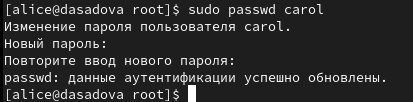 [alice@dasadova root]$ sudo passwd carol
Изменение пароля пользователя carol.
Новый пароль:
Повторите ввод нового пароля:
passwd: данные аутентификации успешно обновлены.
[alice@dasadova root]$